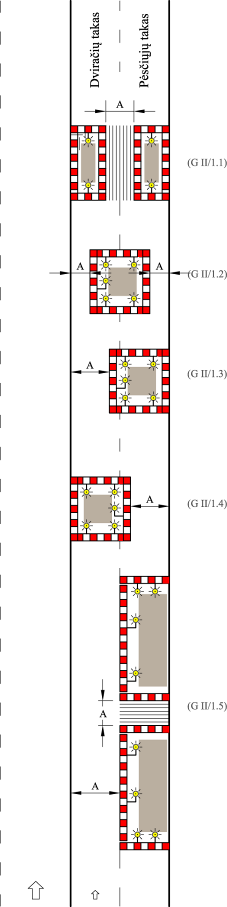 Dviračių takas
Pėsčiųjų takas
A
(G II/1.1)
A
A
(G II/1.2)
A
(G II/1.3)
A
(G II/1.4)
A
(G II/1.5)
A